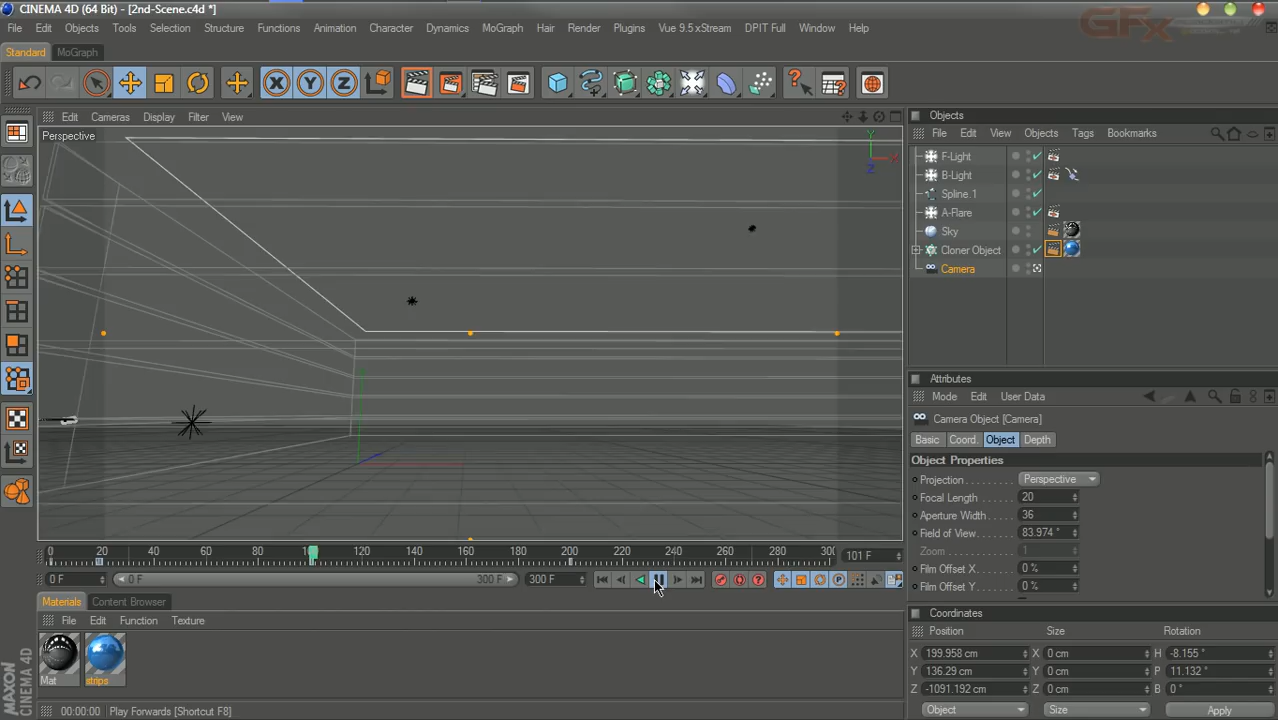 CINEMA 4D (64 Bit) - [2nd-Scene.c4d *]
GFx
File Edit Objects Tools Selection Structure Functions Animation Character Dynamics MoGraph Hair Render Plugins Vue 9.5 xStream DPIT Full Window Help
Standard MoGraph
X Y Z
Edit Cameras Display Filter View
Perspective
Y
X
Z
Objects
File Edit View Objects Tags Bookmarks
F-Light
B-Light
Spline.1
A-Flare
Sky
Cloner Object
Camera
Attributes
Mode Edit User Data
Camera Object [Camera]
Basic Coord. Object Depth
Object Properties
Projection Perspective
Focal Length 20
Aperture Width 36
Field of View 83.974 °
Zoom 1
Film Offset X 0 %
Film Offset Y 0 %
0 20 40 60 80 100 120 140 160 180 200 220 240 260 280 300 101 F
0 F 0 F 300 F 300 F
P
Materials Content Browser
File Edit Function Texture
Mat strips
Coordinates
Position Size Rotation
X 199.958 cm X 0 cm H -8.155 °
Y 136.29 cm Y 0 cm P 11.132 °
Z -1091.192 cm Z 0 cm B 0 °
Object Size Apply
MAXON
CINEMA 4D
00:00:00 Play Forwards [Shortcut F8]